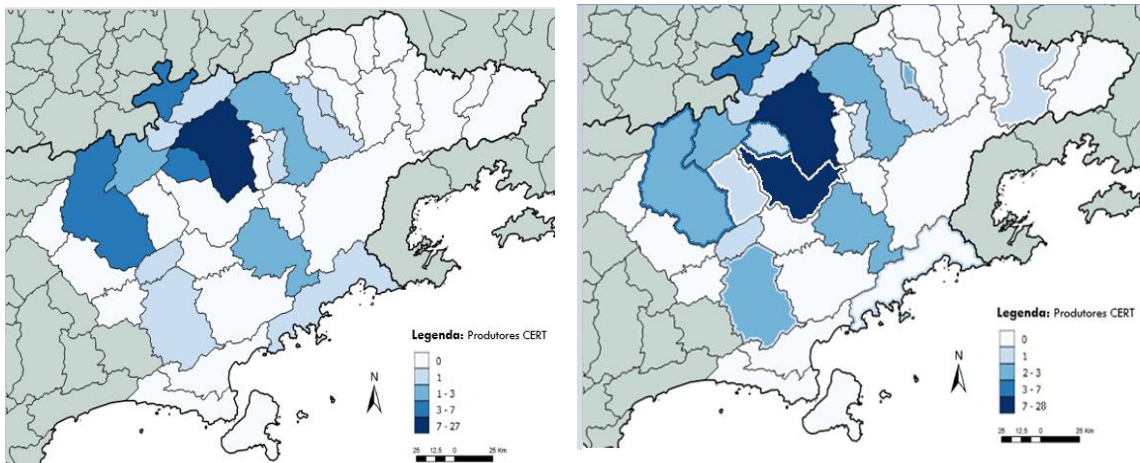 Legenda: Produtores CERT
0
1
1 - 3
3 - 7
7 - 27
N
25 12,5 0 25 Km
Legenda: Produtores CERT
0
1
2 - 3
3 - 7
7 - 28
N
25 12,5 0 25 Km